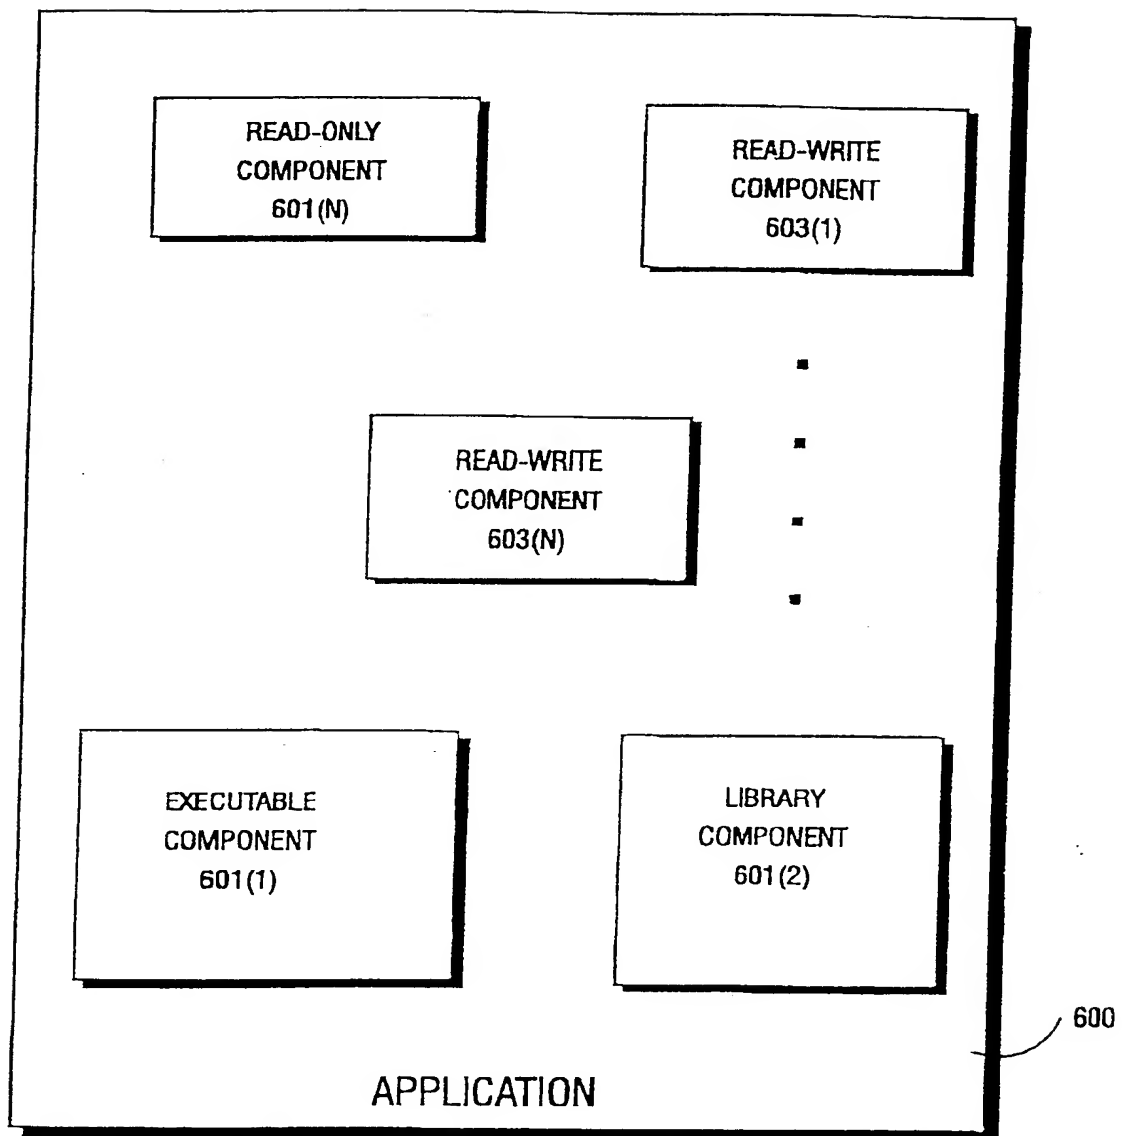 READ-ONLY
COMPONENT
601(N)
READ-WRITE
COMPONENT
603(1)
READ-WRITE
COMPONENT
603(N)
EXECUTABLE
COMPONENT
601(1)
LIBRARY
COMPONENT
601(2)
600
APPLICATION